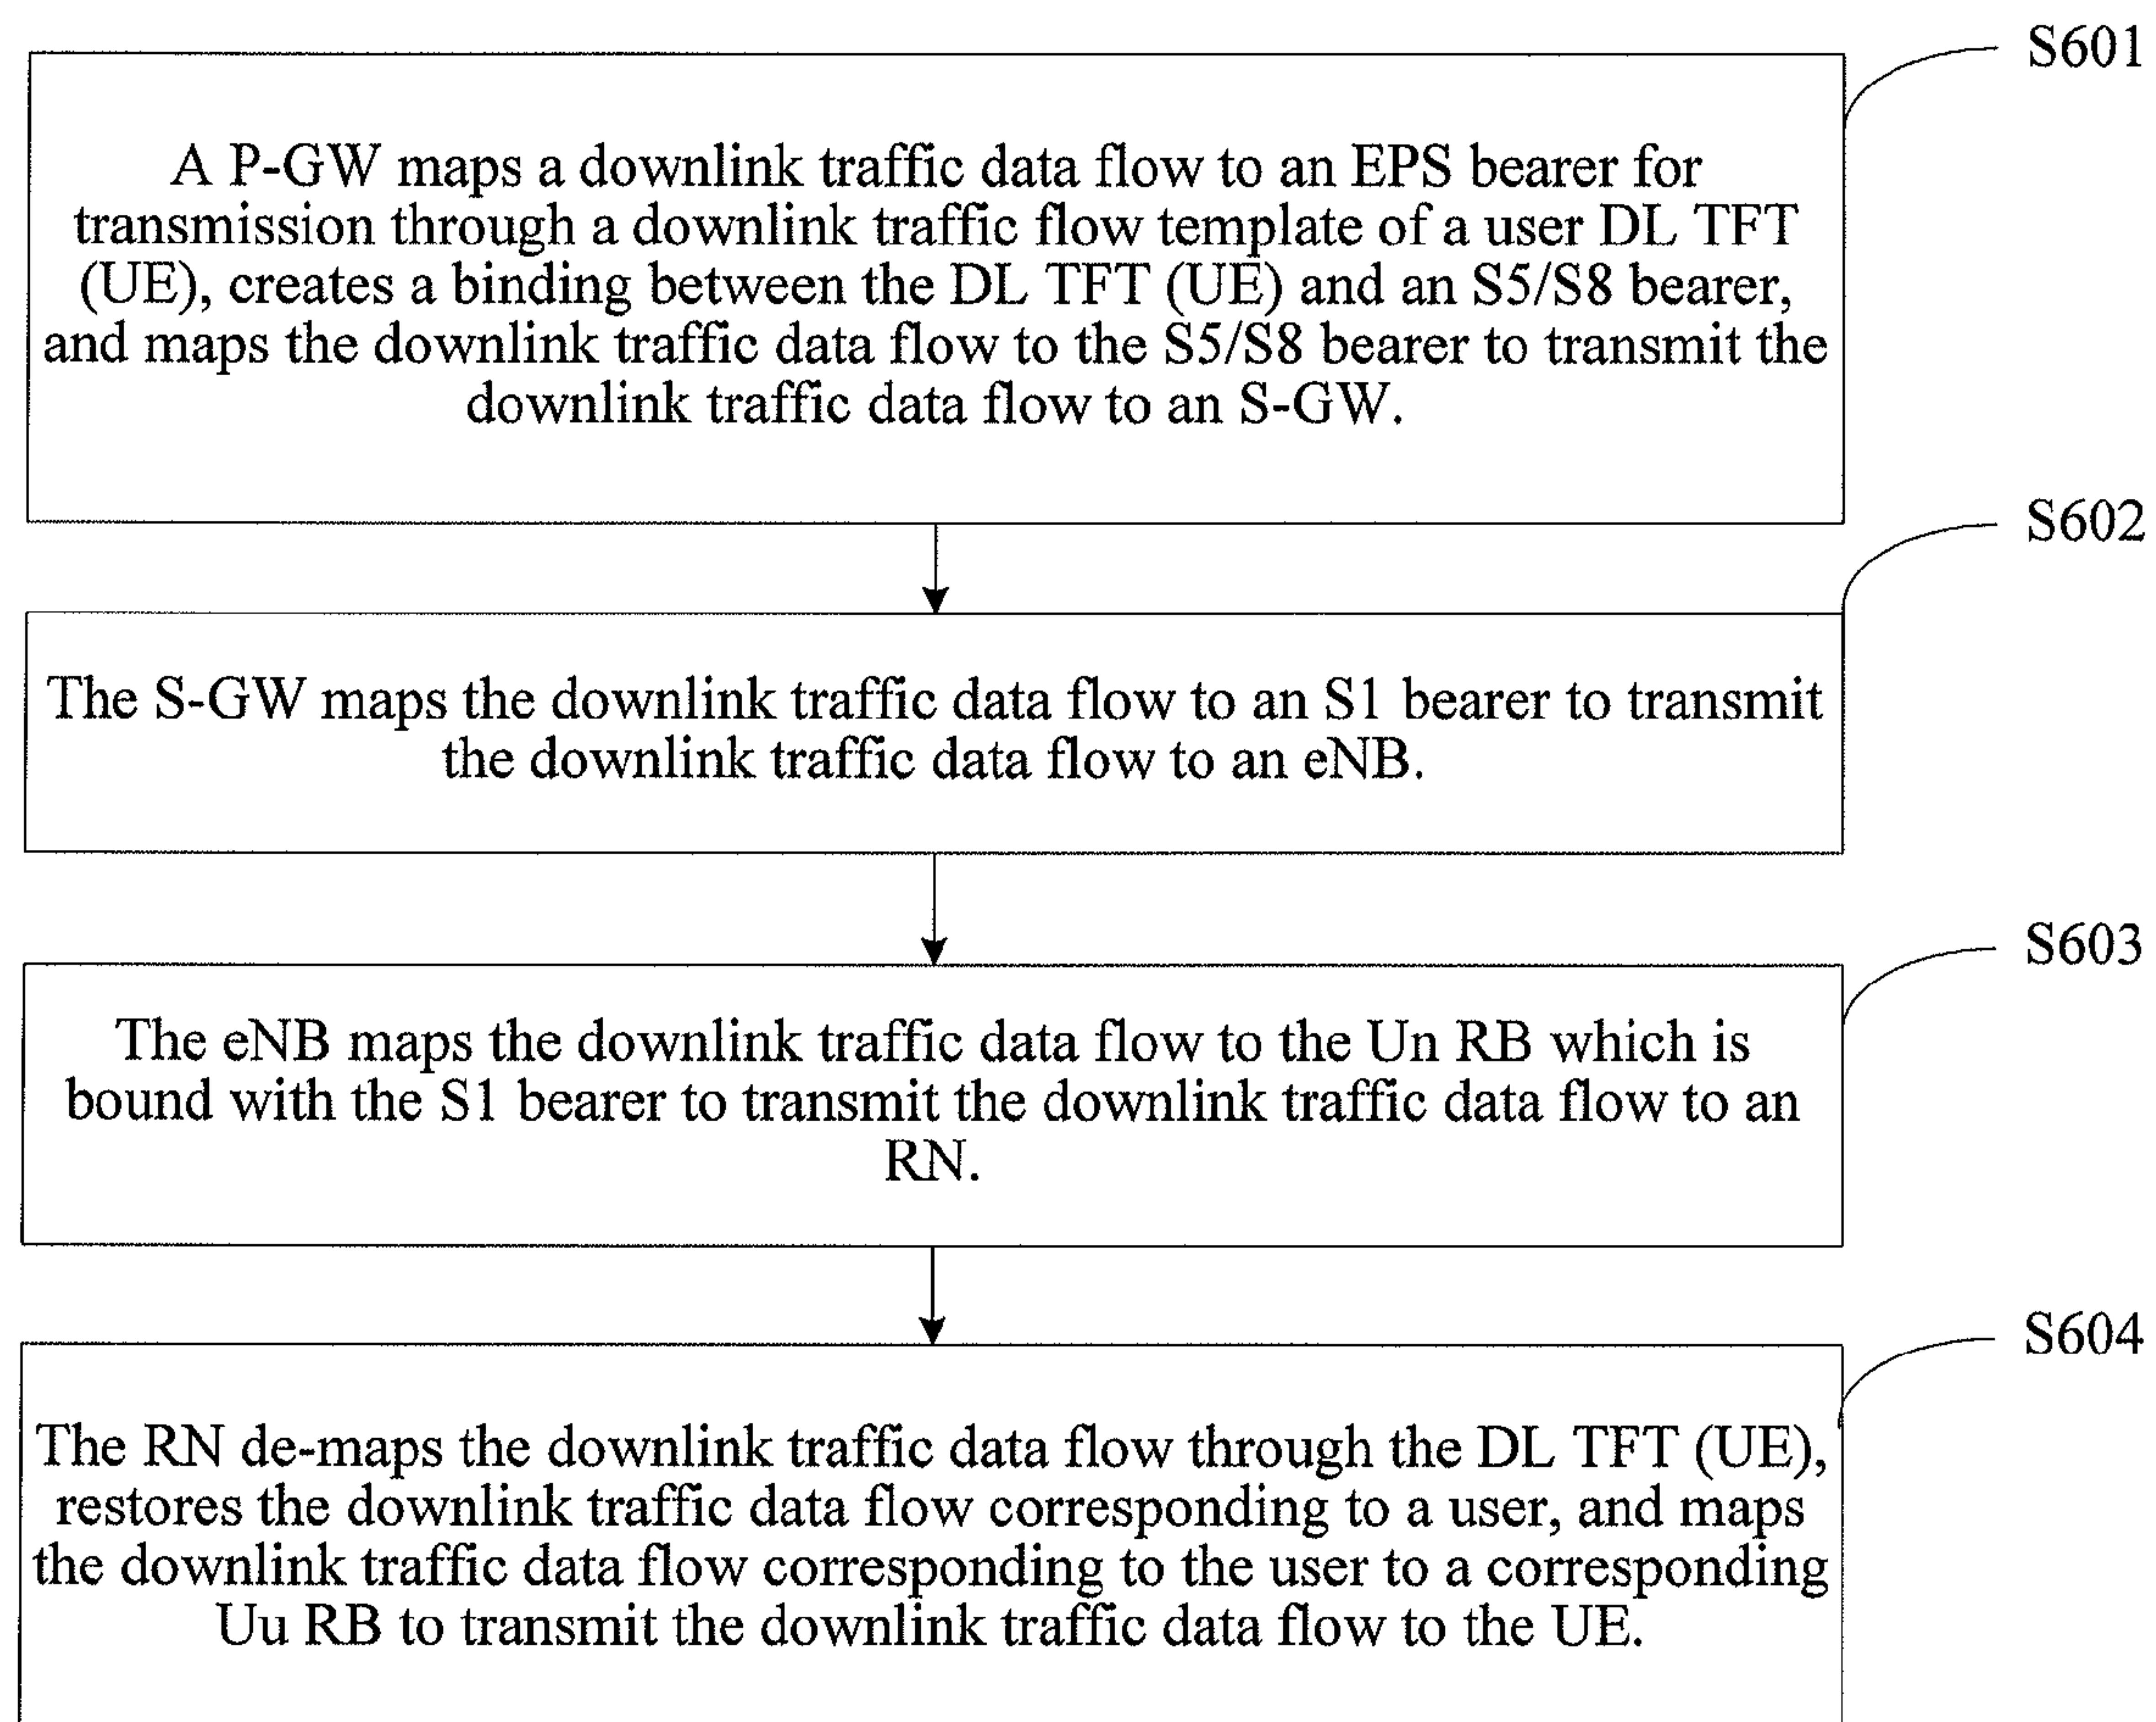 S601
A P-GW maps a downlink traffic data flow to an EPS bearer for
transmission through a downlink traffic flow template of a user DL TFT
(UE), creates a binding between the DL TFT (UE) and an S5/S8 bearer,
and maps the downlink traffic data flow to the S5/S8 bearer to transmit the
downlink traffic data flow to an S-GW.
S602
The S-GW maps the downlink traffic data flow to an S1 bearer to transmit
the downlink traffic data flow to an eNB.
S603
The eNB maps the downlink traffic data flow to the Un RB which is
bound with the S1 bearer to transmit the downlink traffic data flow to an
RN.
S604
The RN de-maps the downlink traffic data flow through the DL TFT (UE),
restores the downlink traffic data flow corresponding to a user, and maps
the downlink traffic data flow corresponding to the user to a corresponding
Uu RB to transmit the downlink traffic data flow to the UE.